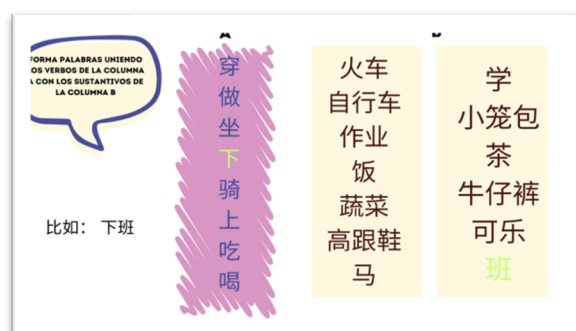 FORMA PALABRAS UNIENDO
OS VERBOS DE LA COLUMNA
A CON LOS SUSTANTIVOS DE
LA COLUMNA B
比如： 下班
穿
做
坐
下
骑
上
吃
喝
火车
自行车
作业
饭
蔬菜
高跟鞋
马
学
小笼包
茶
牛仔裤
可乐
班